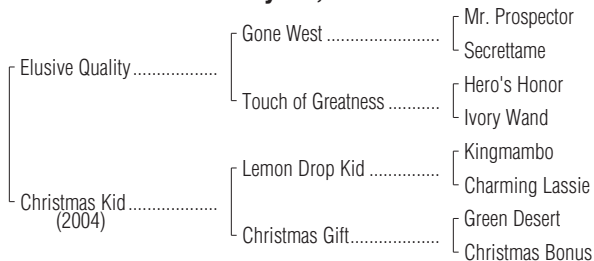 Mr. Prospector
Gone West .......................
Secrettame
Elusive Quality.................
Hero's Honor
Touch of Greatness ..........
Ivory Wand
Kingmambo
Lemon Drop Kid ..............
Charming Lassie
Christmas Kid..................
(2004)
Green Desert
Christmas Gift..................
Christmas Bonus